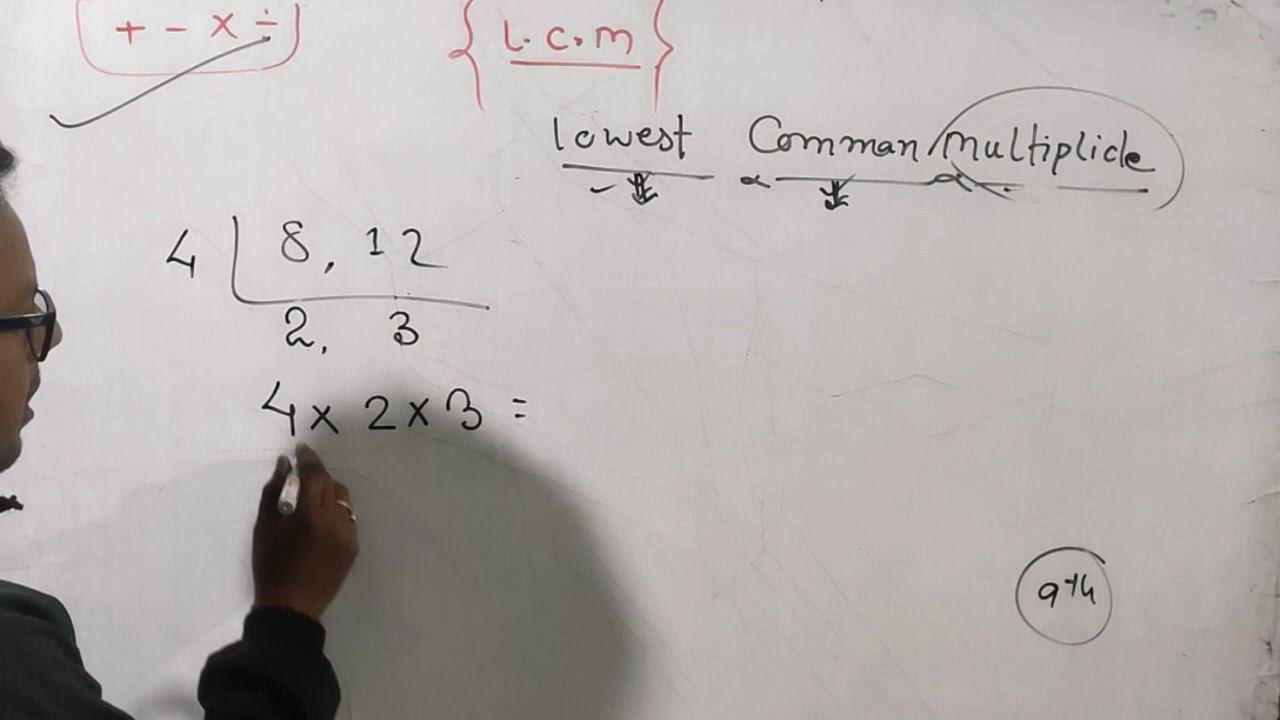 + - × ÷
{ L.C.M }
lowest Comman multiplicle
4 8, 12
2, 3
4 × 2 × 3 =
9th